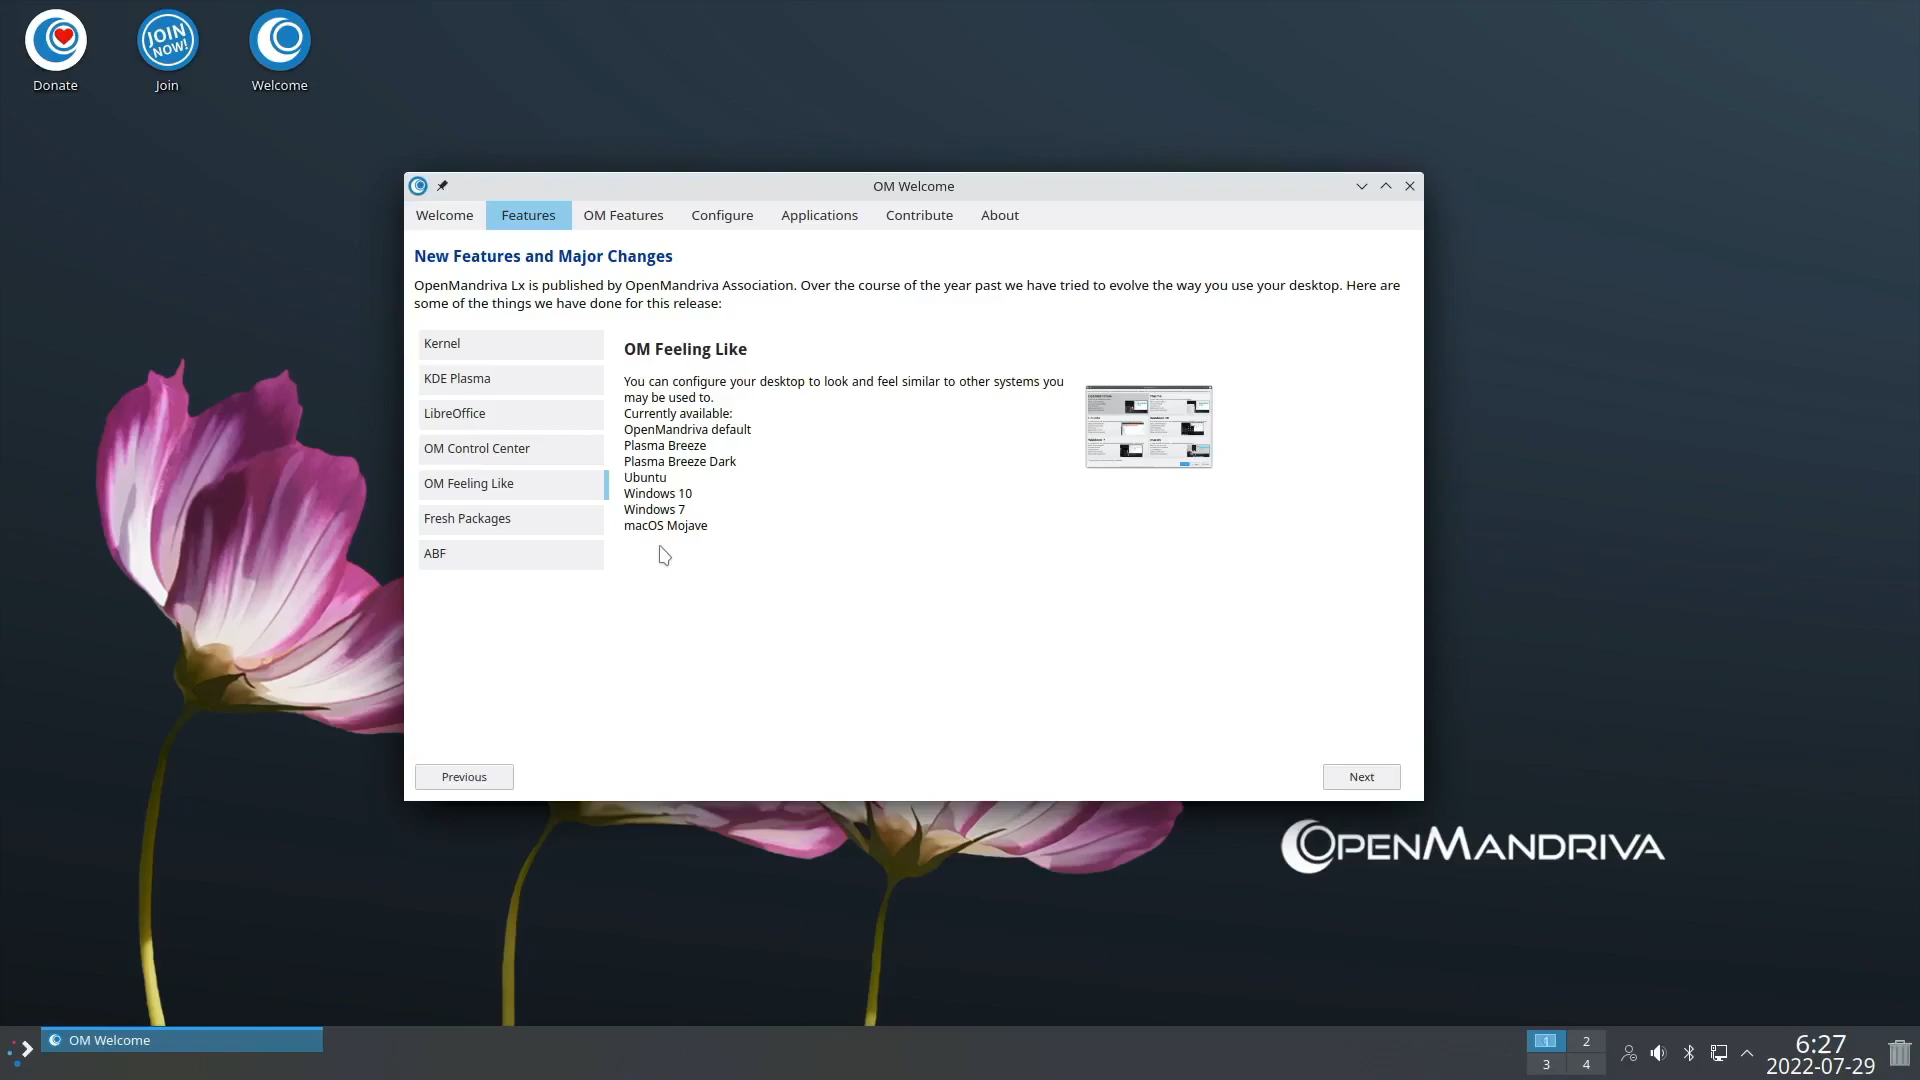 JOIN
NOW!
Donate
Join
Welcome
OM Welcome
Welcome
Features
OM Features
Configure
Applications
Contribute
About
New Features and Major Changes
OpenMandriva Lx is published by OpenMandriva Association. Over the course of the year past we have tried to evolve the way you use your desktop. Here are
some of the things we have done for this release:
Kernel
KDE Plasma
LibreOffice
OM Control Center
OM Feeling Like
Fresh Packages
ABF
OM Feeling Like
You can configure your desktop to look and feel similar to other systems you
may be used to.
Currently available:
OpenMandriva default
Plasma Breeze
Plasma Breeze Dark
Ubuntu
Windows 10
Windows 7
macOS Mojave
Previous
Next
OPENMANDRIVA
OM Welcome
1
2
3
4
6:27
2022-07-29